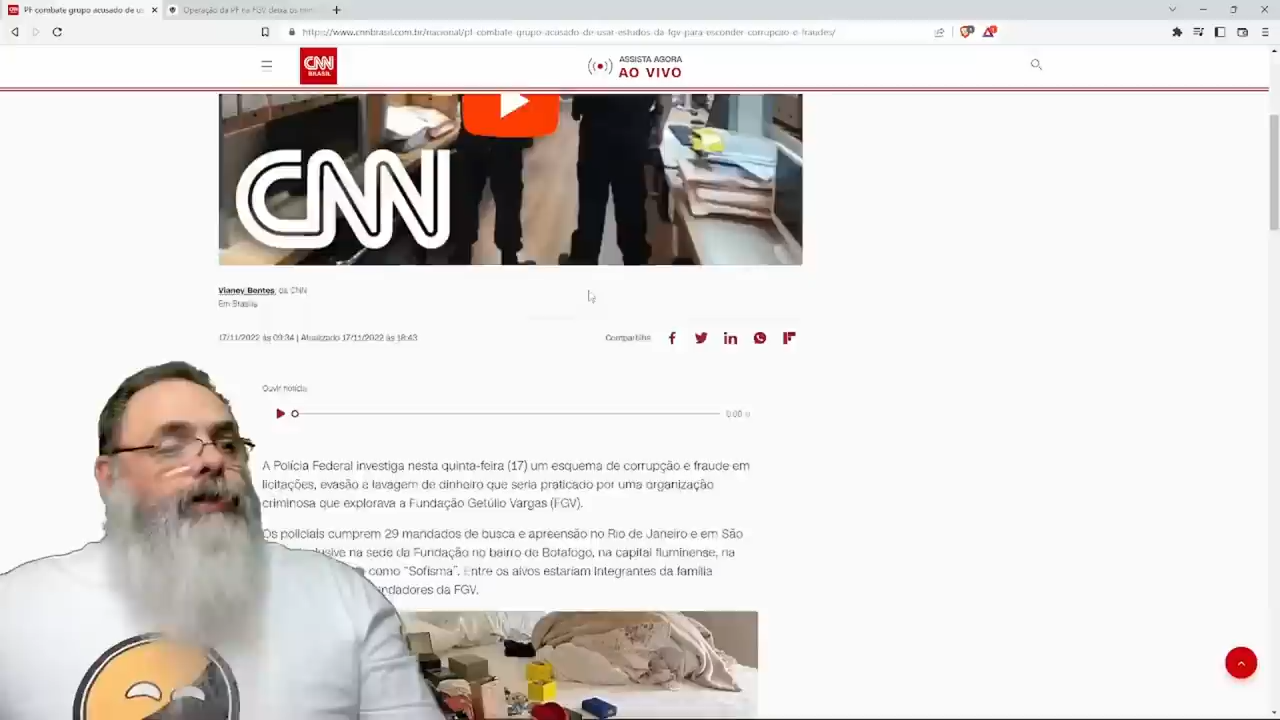 PF combate grupo acusado de us
Operação da PF na FGV deixa os
https://www.cnnbrasil.com.br/nacional/pf-combate-grupo-acusado-de-usar-estudos-da-fgv-para-esconder-corrupcao-e-fraudes/
CNN
BRASIL
ASSISTA AGORA
AO VIVO
CNN
Vianey Bentes, da CNN
Em Brasília
17/11/2022 às 09:34 | Atualizado 17/11/2022 às 18:43
Compartilhe
Ouvir notícia
0:00
A Polícia Federal investiga nesta quinta-feira (17) um esquema de corrupção e fraude em
licitações, evasão e lavagem de dinheiro que seria praticado por uma organização
criminosa que explorava a Fundação Getúlio Vargas (FGV).
Os policiais cumprem 29 mandados de busca e apreensão no Rio de Janeiro e em São
na sede da Fundação no bairro de Botafogo, na capital fluminense, na
como "Sofisma". Entre os alvos estariam integrantes da família
da FGV.